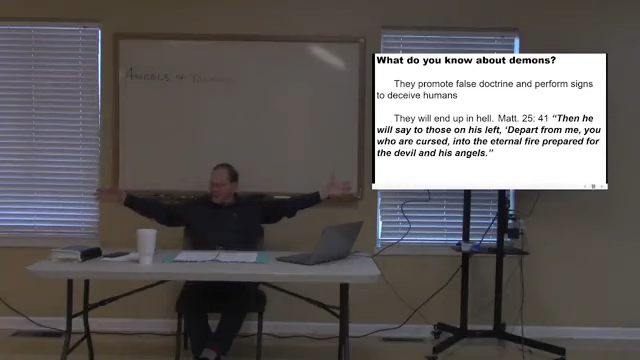 ANGELS & DEMONS
What do you know about demons?
They promote false doctrine and perform signs
to deceive humans
They will end up in hell. Matt. 25: 41 “Then he
will say to those on his left, ‘Depart from me, you
who are cursed, into the eternal fire prepared for
the devil and his angels.”